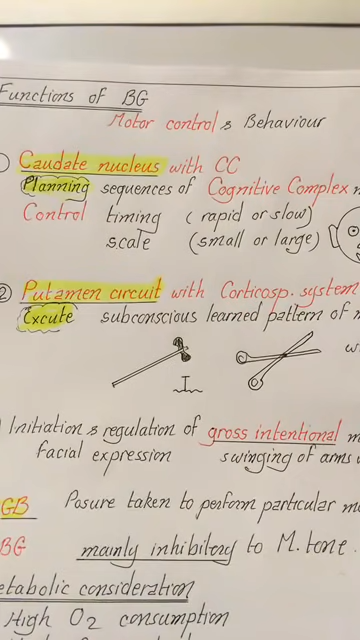 Functions of BG
Motor control & Behaviour
Caudate nucleus with CC
Planning sequences of Cognitive Complex
Control timing (rapid or slow)
scale (small or large)
② Putamen circuit with Corticosp. system
Excute subconscious learned pattern of
Initiation & regulation of gross intentional
facial expression swinging of arms
GB Posure taken to perform particular
BG mainly inhibitory to M. tone.
etabolic consideration
High O2 consumption